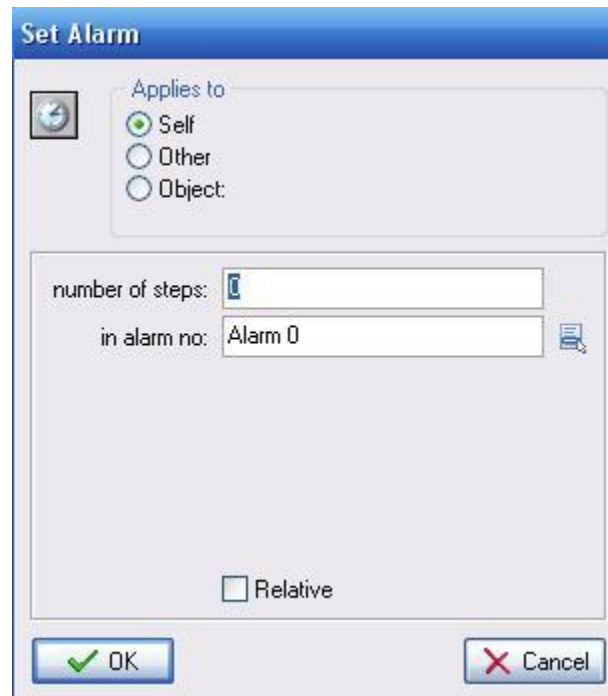 Set Alarm
Applies to
Self
Other
Object:
number of steps: 0
in alarm no: Alarm 0
Relative
OK
Cancel